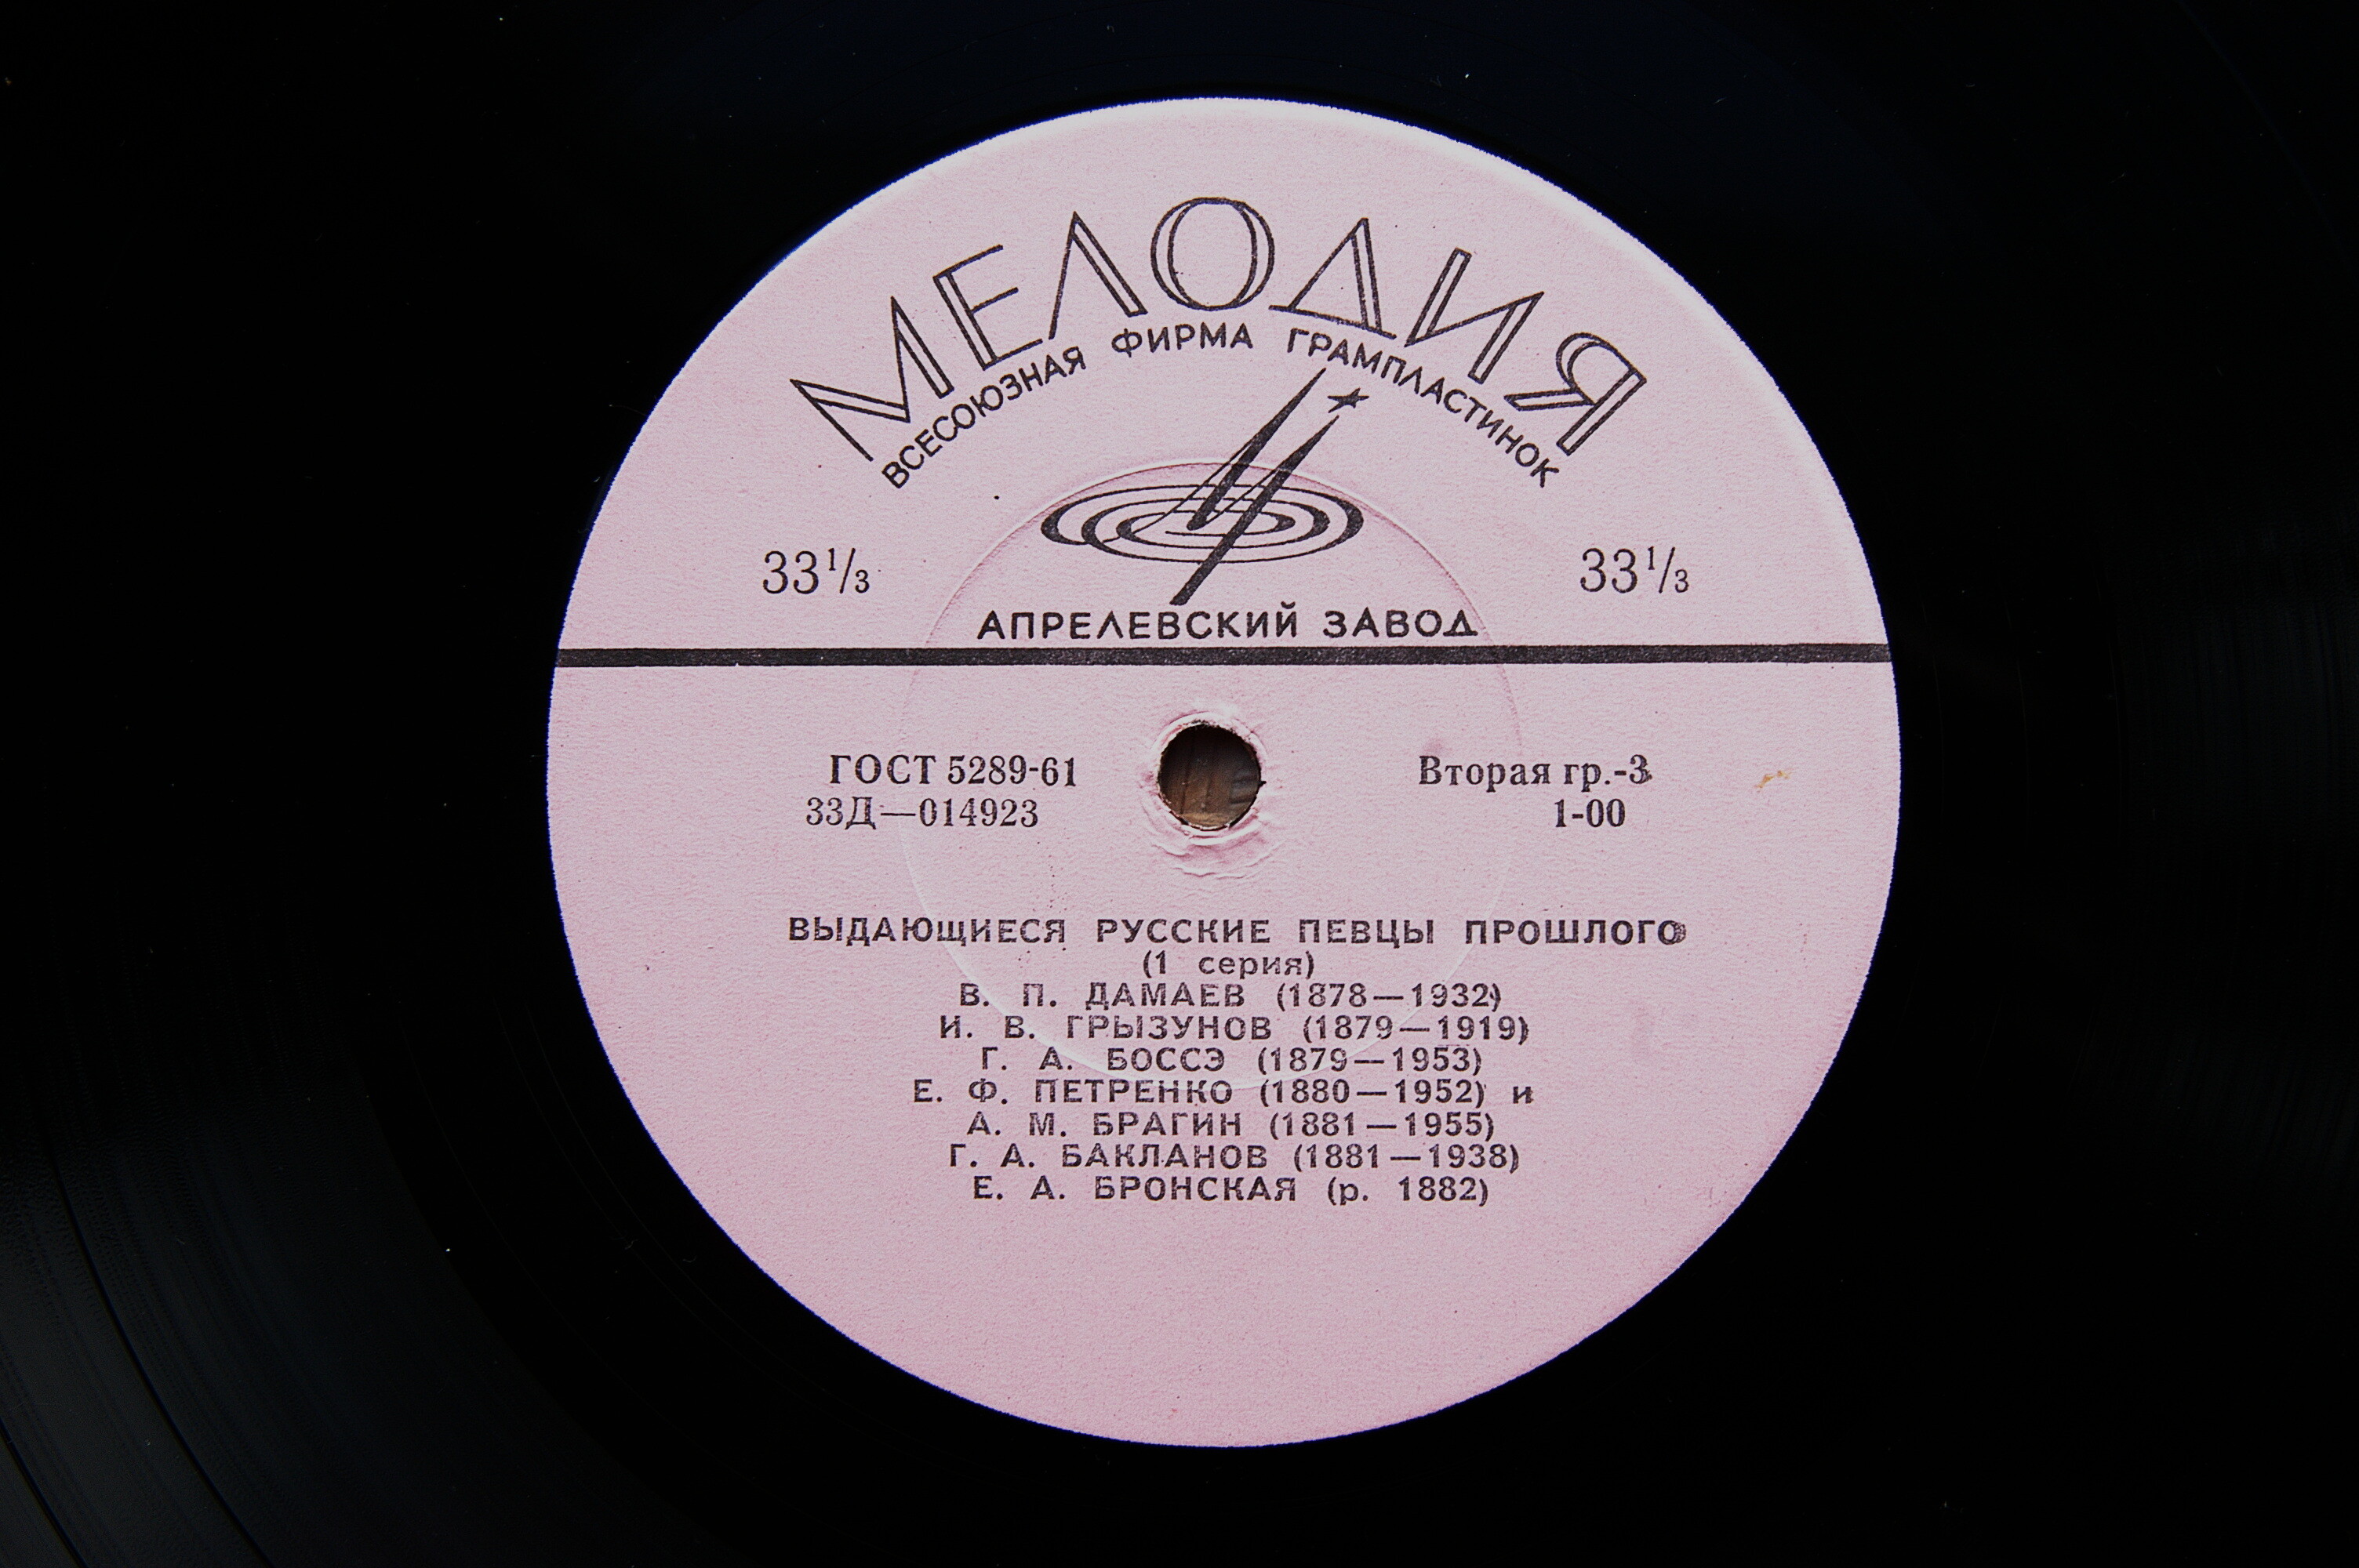 МЕЛОДИЯ
ВСЕСОЮЗНАЯ ФИРМА ГРАМПЛАСТИНОК
33⅓ 33⅓
АПРЕЛЕВСКИЙ ЗАВОД
ГОСТ 5289-61 Вторая гр.-3
33Д—014923 1-00
ВЫДАЮЩИЕСЯ РУССКИЕ ПЕВЦЫ ПРОШЛОГО
(1 серия)
В. П. ДАМАЕВ (1878—1932)
И. В. ГРЫЗУНОВ (1879—1919)
Г. А. БОССЭ (1879—1953)
Е. Ф. ПЕТРЕНКО (1880—1952) и
А. М. БРАГИН (1881—1955)
Г. А. БАКЛАНОВ (1881—1938)
Е. А. БРОНСКАЯ (р. 1882)